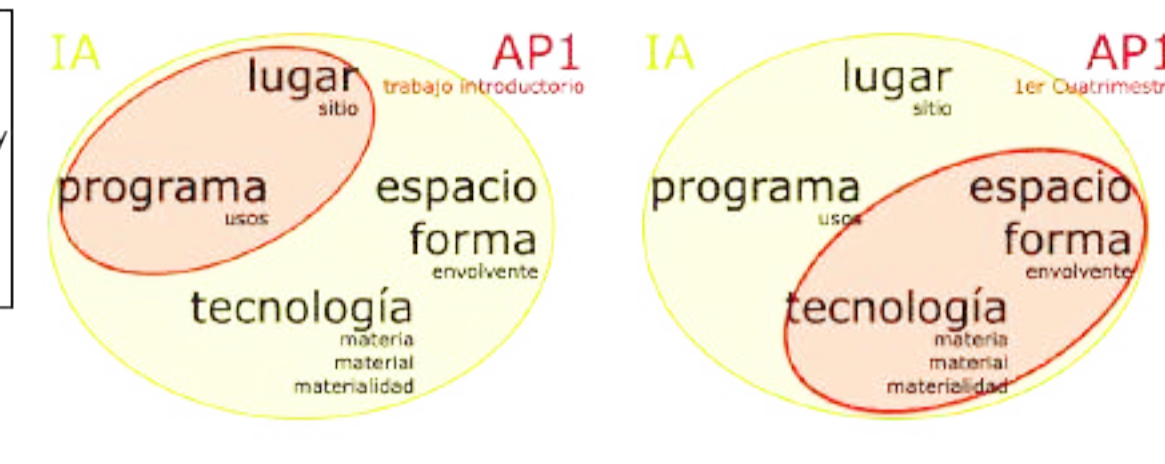 y
IA
AP1
lugar
trabajo introductorio
sitio
programa
usos
espacio
forma
envolvente
tecnología
materia
material
materialidad
IA
AP1
lugar
1er Cuatrimestr
sitio
programa
usos
espacio
forma
envolvente
tecnología
materia
material
materialidad